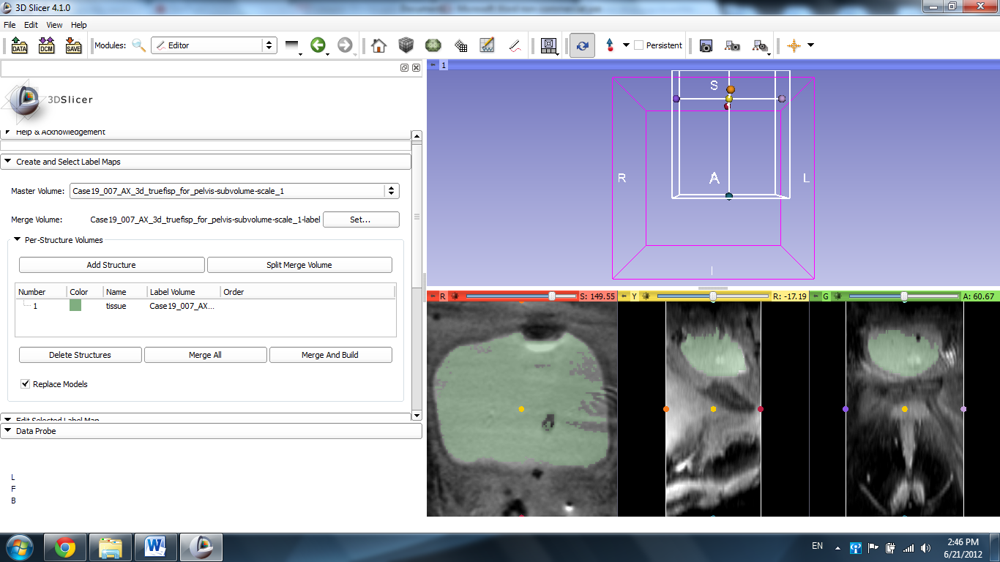 3D Slicer 4.1.0
File Edit View Help
DATA DCM SAVE Modules: Editor Persistent
1
3DSlicer
Help & Acknowledgement
Create and Select Label Maps
Master Volume: Case19_007_AX_3d_truefisp_for_pelvis-subvolume-scale_1
Merge Volume: Case19_007_AX_3d_truefisp_for_pelvis-subvolume-scale_1-label Set...
Per-Structure Volumes
Add Structure Split Merge Volume
Number Color Name Label Volume Order
1 tissue Case19_007_AX...
Delete Structures Merge All Merge And Build
Replace Models
Edit Selected Label Map
Data Probe
L
F
B
S
R A L
I
R S: 149.55 Y R: -17.19 G A: 60.67
EN 2:46 PM
6/21/2012